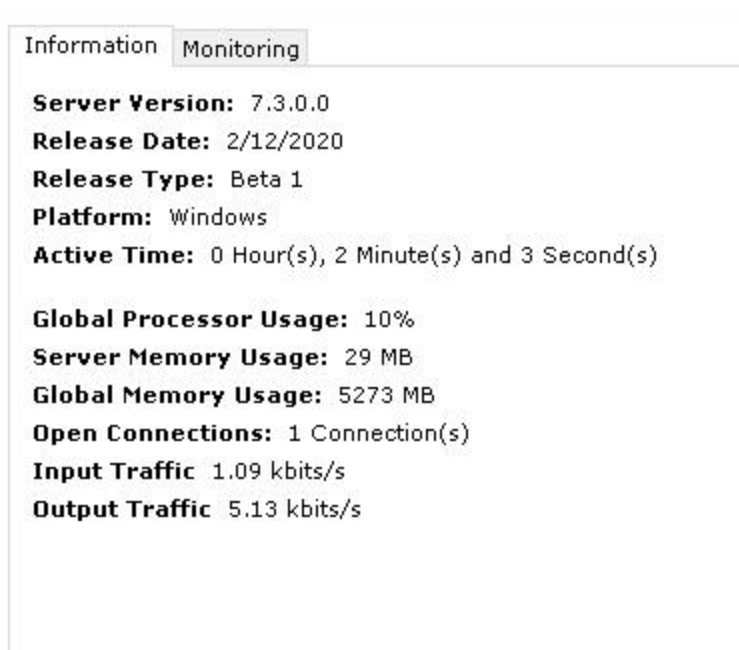 Information
Monitoring
Server Version: 7.3.0.0
Release Date: 2/12/2020
Release Type: Beta 1
Platform: Windows
Active Time: 0 Hour(s), 2 Minute(s) and 3 Second(s)
Global Processor Usage: 10%
Server Memory Usage: 29 MB
Global Memory Usage: 5273 MB
Open Connections: 1 Connection(s)
Input Traffic 1.09 kbits/s
Output Traffic 5.13 kbits/s